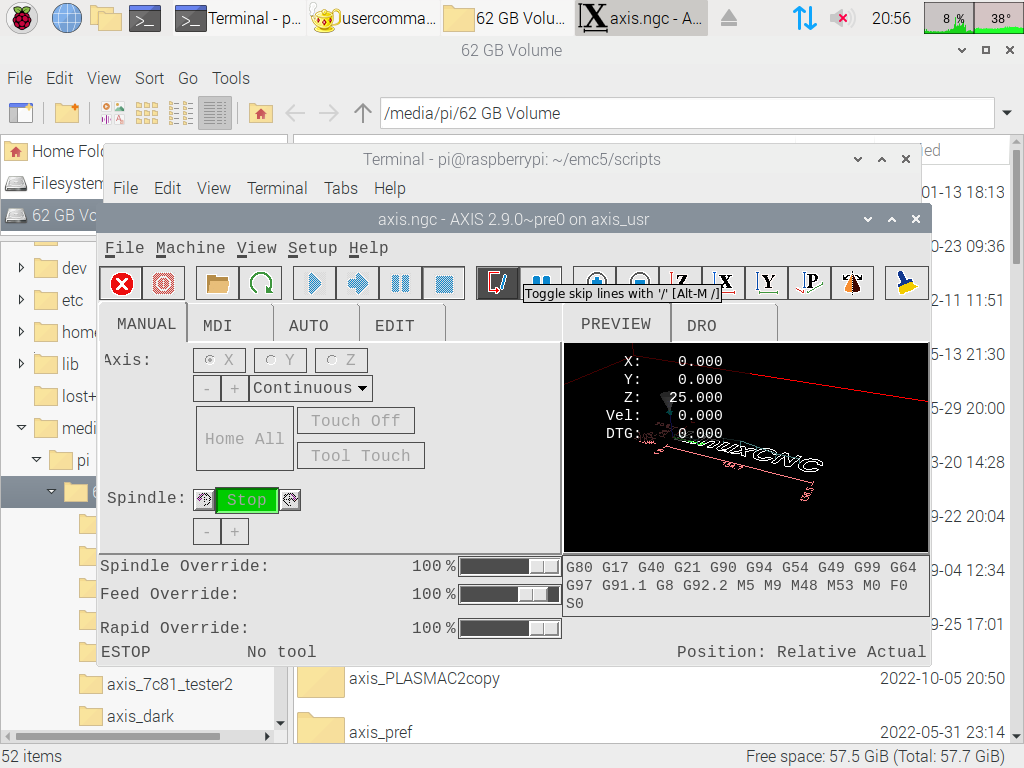 Terminal - p...
usercomma...
62 GB Volu...
axis.ngc - A...
20:56
8 %
38°
62 GB Volume
File Edit View Sort Go Tools
/media/pi/62 GB Volume
Home Fol
Filesystem
62 GB Vo
dev
etc
home
lib
lost+
medi
pi
axis_7c81_tester2
axis_dark
Terminal - pi@raspberrypi: ~/emc5/scripts
File Edit View Terminal Tabs Help
axis.ngc - AXIS 2.9.0~pre0 on axis_usr
File Machine View Setup Help
Z X Y P
Toggle skip lines with '/' [Alt-M /]
MANUAL MDI AUTO EDIT
PREVIEW DRO
Axis: X Y Z
- + Continuous
Home All
Touch Off
Tool Touch
Spindle: Stop
- +
X: 0.000
Y: 0.000
Z: 25.000
Vel: 0.000
DTG: 0.000
LinuxCNC
Spindle Override: 100 %
Feed Override: 100 %
Rapid Override: 100 %
G80 G17 G40 G21 G90 G94 G54 G49 G99 G64
G97 G91.1 G8 G92.2 M5 M9 M48 M53 M0 F0
S0
ESTOP No tool Position: Relative Actual
ed
01-13 18:13
0-23 09:36
2-11 11:51
5-13 21:30
5-29 20:00
3-20 14:28
9-22 20:04
9-04 12:34
9-25 17:01
axis_PLASMAC2copy 2022-10-05 20:50
axis_pref 2022-05-31 23:14
52 items
Free space: 57.5 GiB (Total: 57.7 GiB)